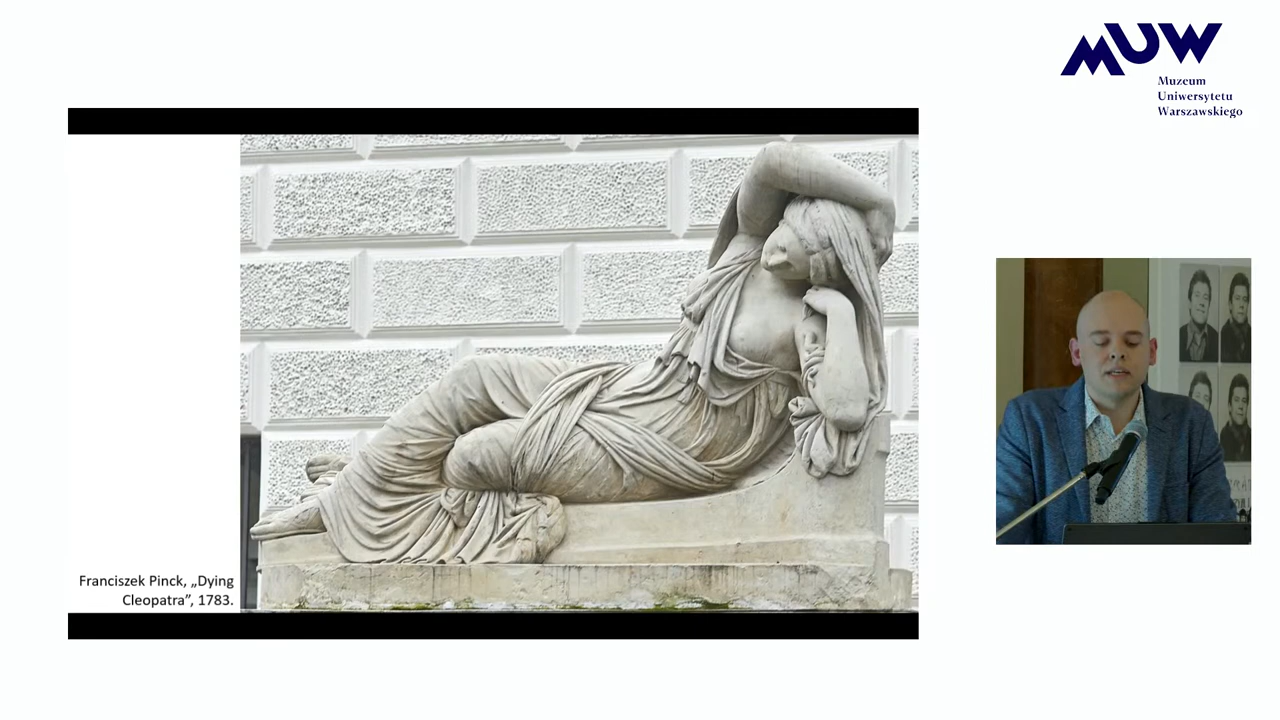 MUW
Muzeum
Uniwersytetu
Warszawskiego
Franciszek Pinck, „Dying
Cleopatra”, 1783.